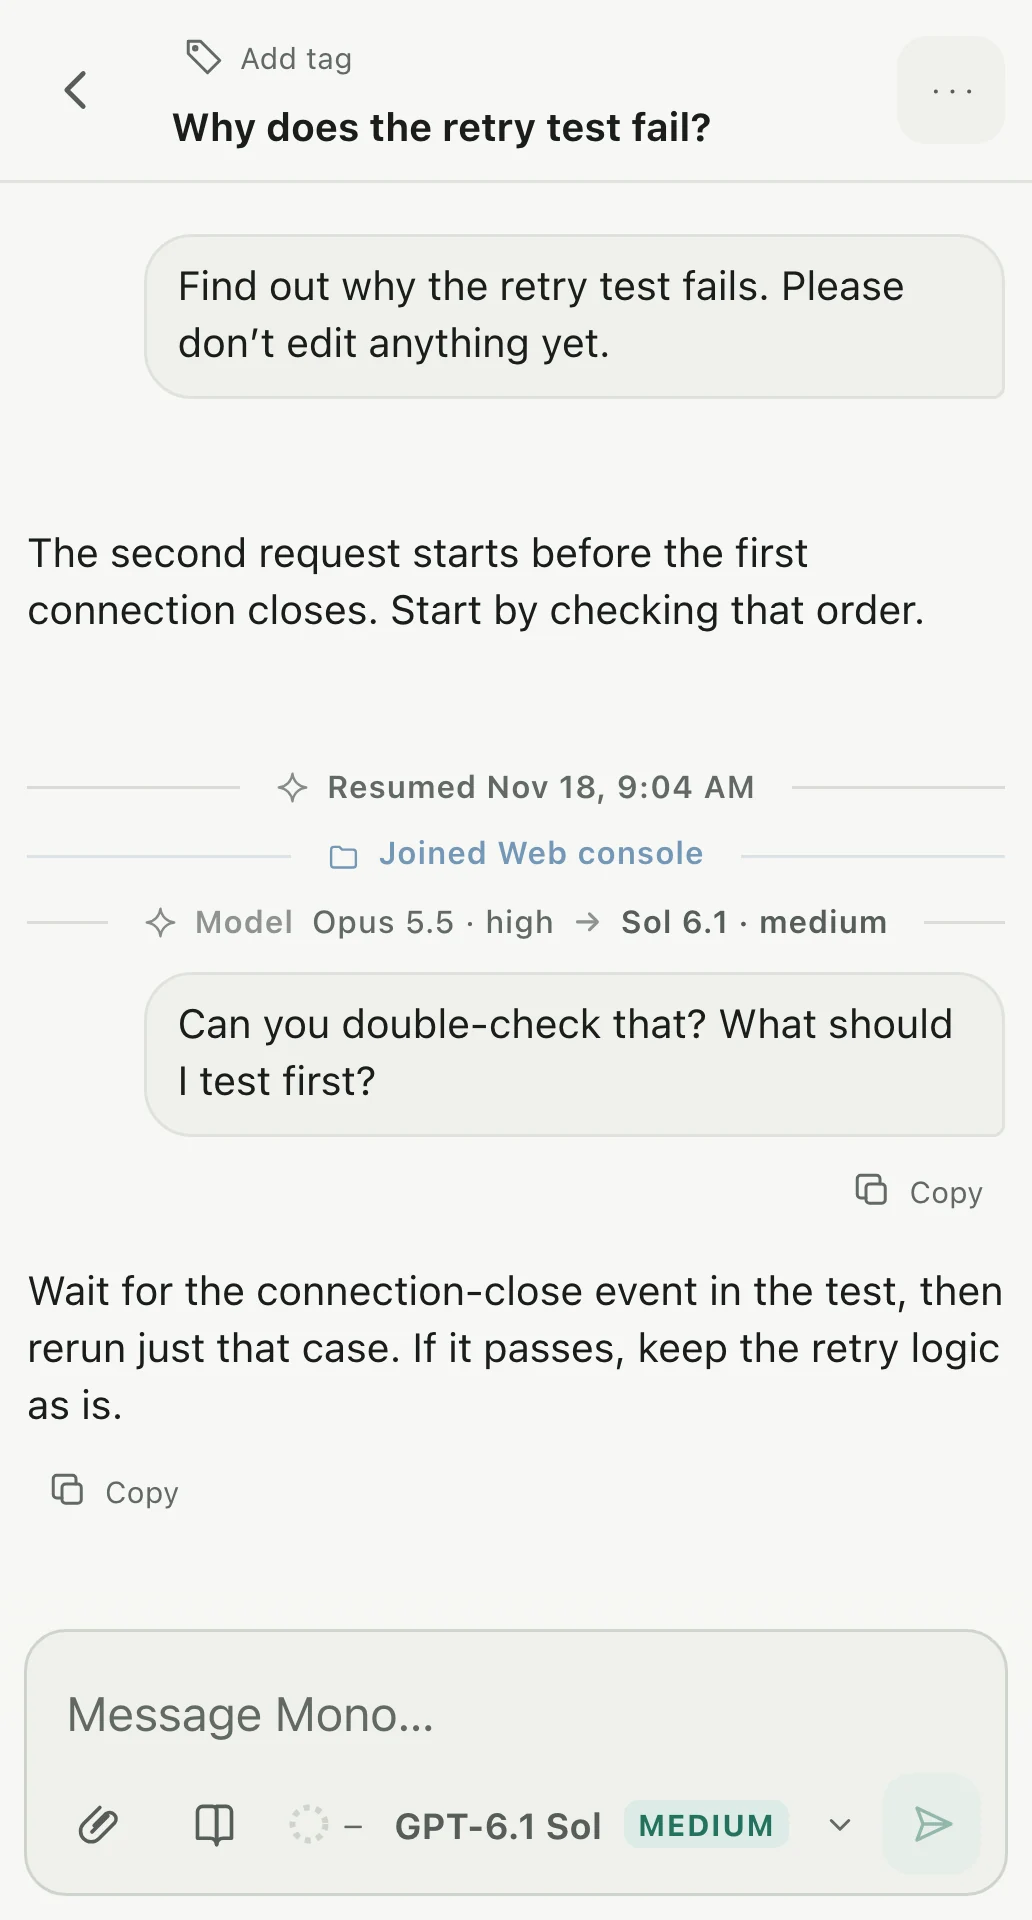 Add tag
Why does the retry test fail?
...
Find out why the retry test fails. Please
don’t edit anything yet.
The second request starts before the first
connection closes. Start by checking that order.
Resumed Nov 18, 9:04 AM
Joined Web console
Model Opus 5.5 · high → Sol 6.1 · medium
Can you double-check that? What should
I test first?
Copy
Wait for the connection-close event in the test, then
rerun just that case. If it passes, keep the retry logic
as is.
Copy
Message Mono...
– GPT-6.1 Sol MEDIUM